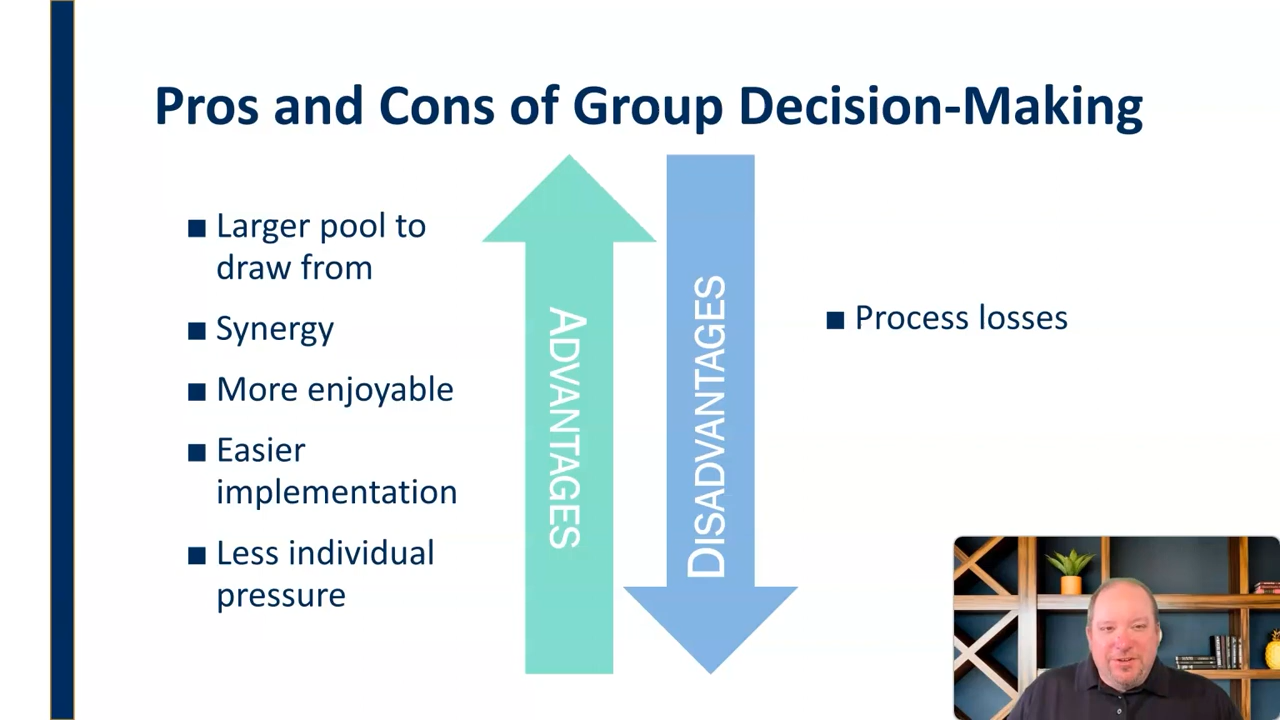 Pros and Cons of Group Decision-Making
■ Larger pool to
draw from
■ Synergy
■ More enjoyable
■ Easier
implementation
■ Less individual
pressure
ADVANTAGES
DISADVANTAGES
■ Process losses